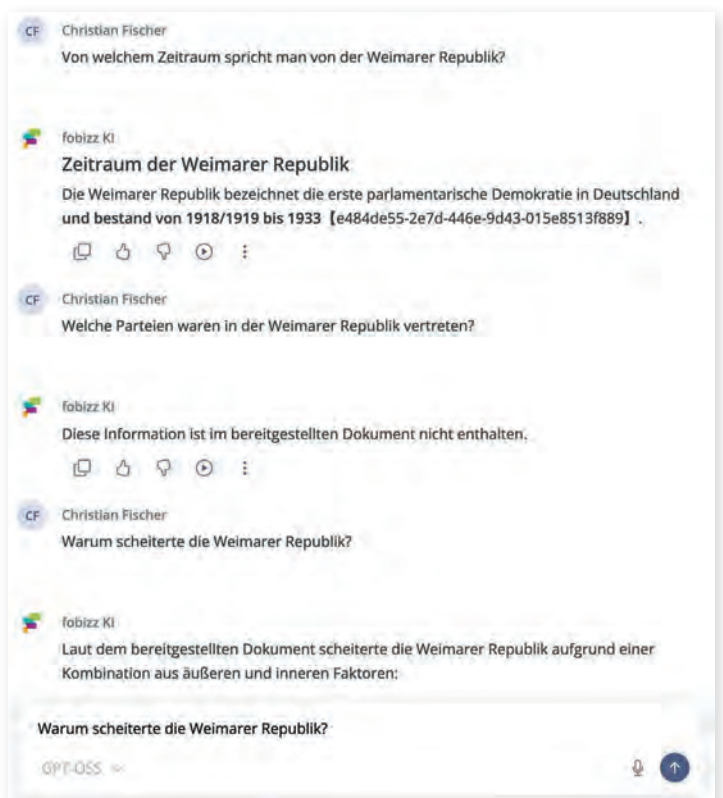 CF Christian Fischer
Von welchem Zeitraum spricht man von der Weimarer Republik?
fobizz KI
Zeitraum der Weimarer Republik
Die Weimarer Republik bezeichnet die erste parlamentarische Demokratie in Deutschland
und bestand von 1918/1919 bis 1933 【e484de55-2e7d-446e-9d43-015e8513f889】 .
CF Christian Fischer
Welche Parteien waren in der Weimarer Republik vertreten?
fobizz KI
Diese Information ist im bereitgestellten Dokument nicht enthalten.
CF Christian Fischer
Warum scheiterte die Weimarer Republik?
fobizz KI
Laut dem bereitgestellten Dokument scheiterte die Weimarer Republik aufgrund einer
Kombination aus äußeren und inneren Faktoren:
Warum scheiterte die Weimarer Republik?
GPT-OSS